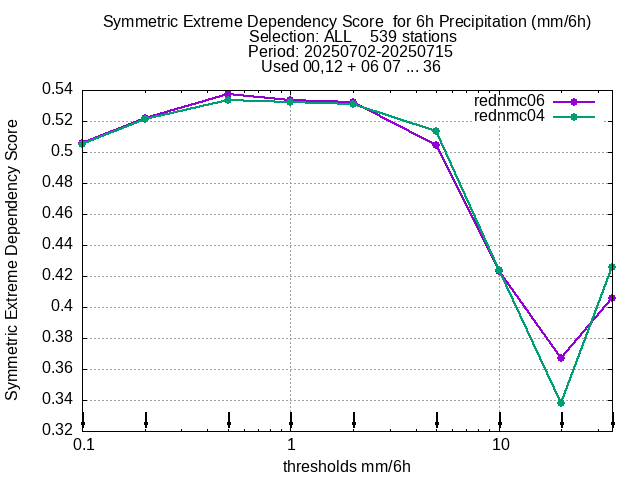 Symmetric Extreme Dependency Score  for 6h Precipitation (mm/6h)
Selection: ALL    539 stations
Period: 20250702-20250715
Used 00,12 + 06 07 ... 36
rednmc06
rednmc04
Symmetric Extreme Dependency Score
0.54
0.52
0.5
0.48
0.46
0.44
0.42
0.4
0.38
0.36
0.34
0.32
0.1
1
10
thresholds mm/6h